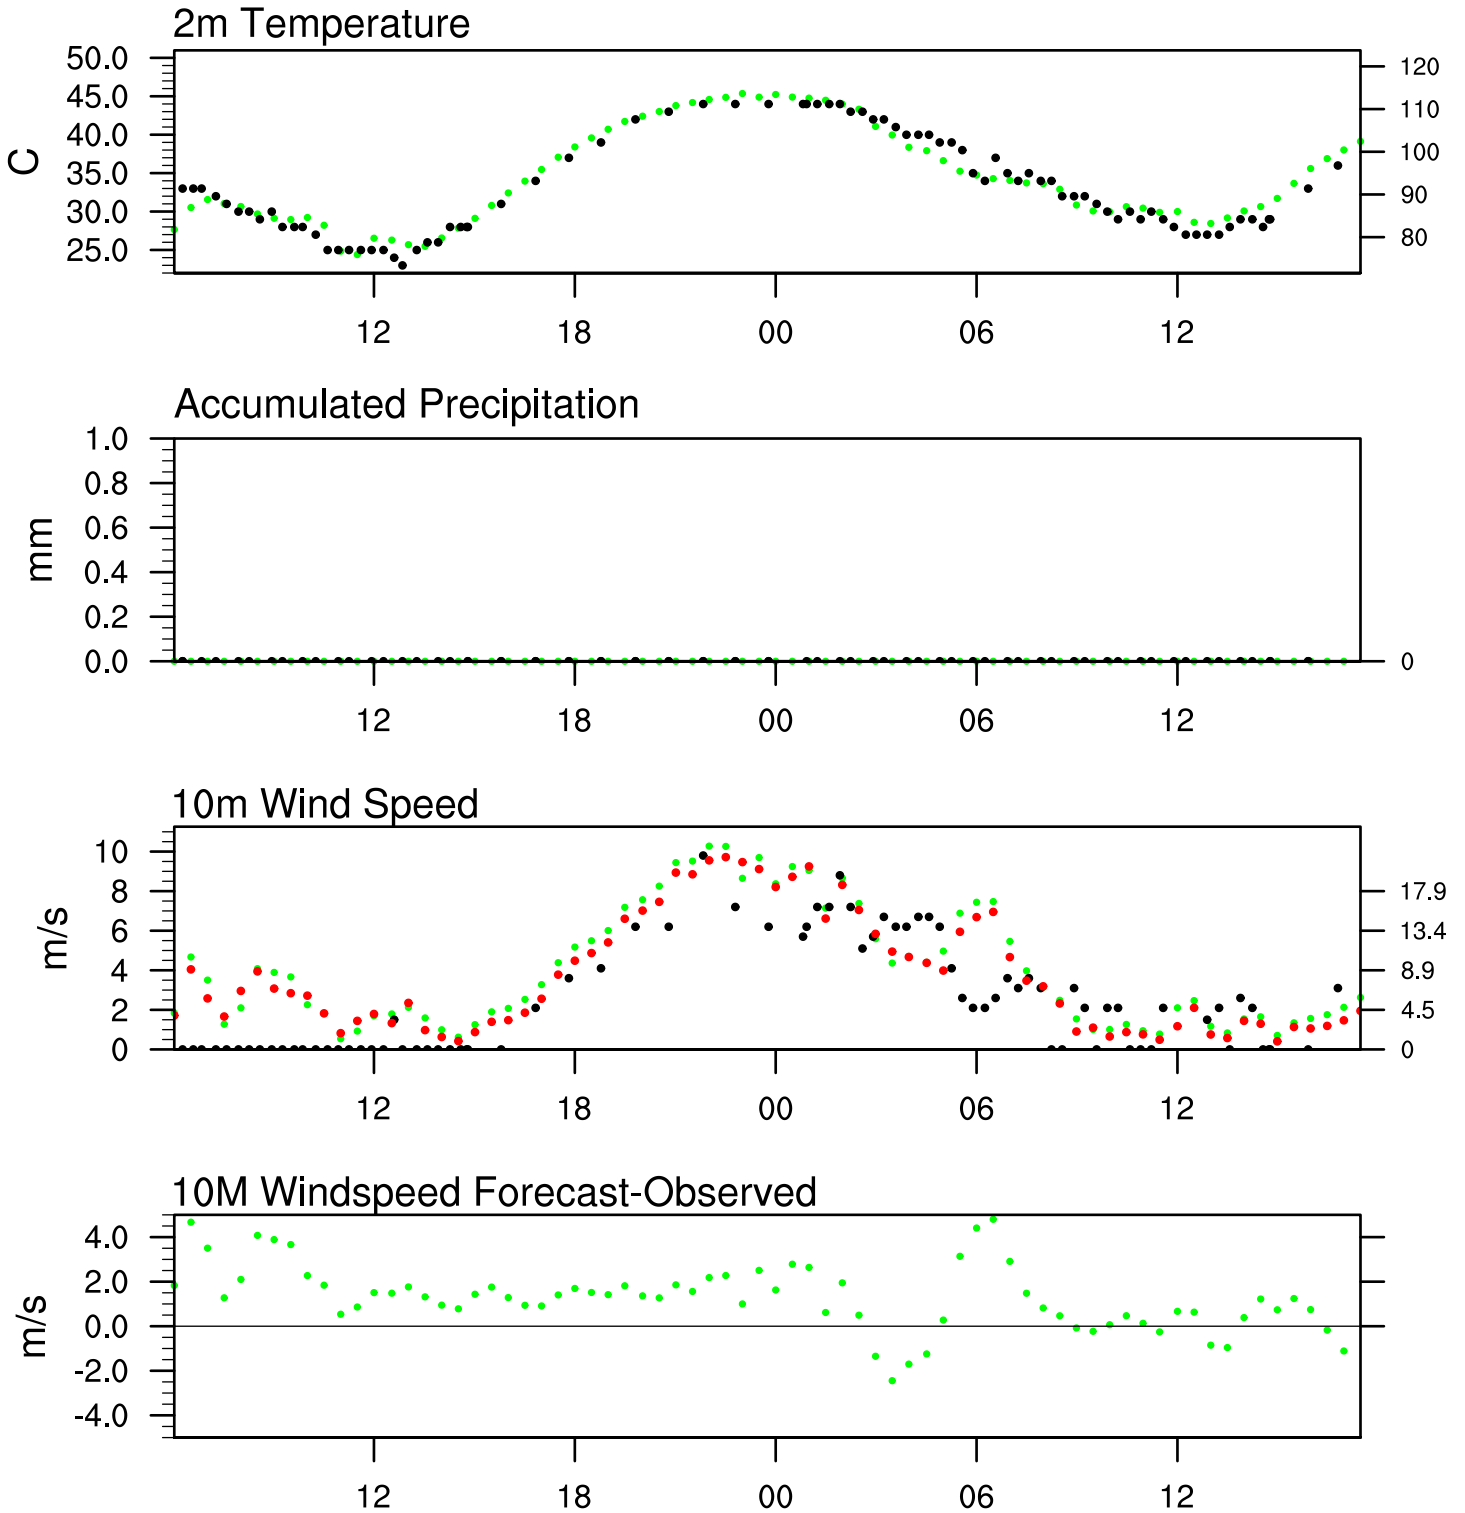 2m Temperature
50.0
45.0
40.0
35.0
30.0
25.0
C
120
110
100
90
80
12 18 00 06 12
Accumulated Precipitation
1.0
0.8
0.6
0.4
0.2
0.0
mm
0
12 18 00 06 12
10m Wind Speed
10
8
6
4
2
0
m/s
17.9
13.4
8.9
4.5
0
12 18 00 06 12
10M Windspeed Forecast-Observed
4.0
2.0
0.0
-2.0
-4.0
m/s
12 18 00 06 12